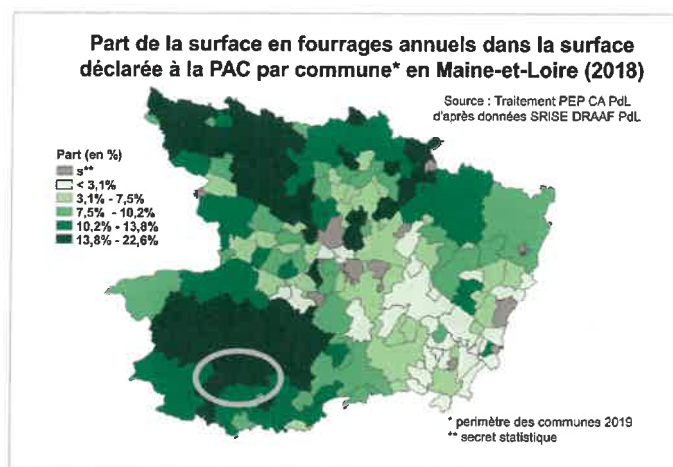 Part de la surface en fourrages annuels dans la surface
déclarée à la PAC par commune* en Maine-et-Loire (2018)
Source : Traitement PEP CA PdL
d'après données SRISE DRAAF PdL
Part (en %)
s**
< 3,1%
3,1% - 7,5%
7,5% - 10,2%
10,2% - 13,8%
13,8% - 22,6%
* perimètre des communes 2019
** secret statistique